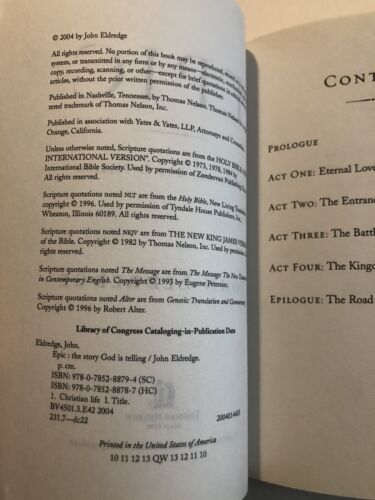 © 2004 by John Eldredge
All rights reserved. No portion of this book may be reproduced, stored in a
system, or transmitted in any form or by any means—electronic,
copy, recording, scanning, or other—except for brief quotations in
articles, without the prior written permission of the publisher.
Published in Nashville, Tennessee, by Thomas Nelson. Thomas Nelson
tered trademark of Thomas Nelson, Inc.
Published in association with Yates & Yates, LLP, Attorneys and
Orange, California.
Unless otherwise noted, Scripture quotations are from the HOLY BIBLE,
INTERNATIONAL VERSION®. Copyright © 1973, 1978, 1984 by
International Bible Society. Used by permission of Zondervan Publishing
All rights reserved.
Scripture quotations noted NLT are from the Holy Bible, New Living
copyright © 1996. Used by permission of Tyndale House Publishers, Inc.,
Wheaton, Illinois 60189. All rights reserved.
Scripture quotations noted NKJV are from THE NEW KING JAMES
of the Bible. Copyright © 1982 by Thomas Nelson, Inc. Used by permission.
rights reserved.
Scripture quotations noted The Message are from The Message: The New
in Contemporary English. Copyright © 1993 by Eugene Peterson.
Scripture quotations noted Alter are from Genesis: Translation and
Copyright © 1996 by Robert Alter.
Library of Congress Cataloging-in-Publication Data
Eldredge, John.
Epic : the story God is telling / John Eldredge.
p. cm.
ISBN: 978-0-7852-8879-4 (SC)
ISBN: 978-0-7852-8878-7 (HC)
1. Christian life I. Title.
BV4501.3.E42 2004
231.7—dc22
Printed in the United States of America
10 11 12 13 QW 13 12 11 10
CONT
PROLOGUE
ACT ONE: Eternal Love
ACT TWO: The Entran
ACT THREE: The Battl
ACT FOUR: The Kingd
EPILOGUE: The Road